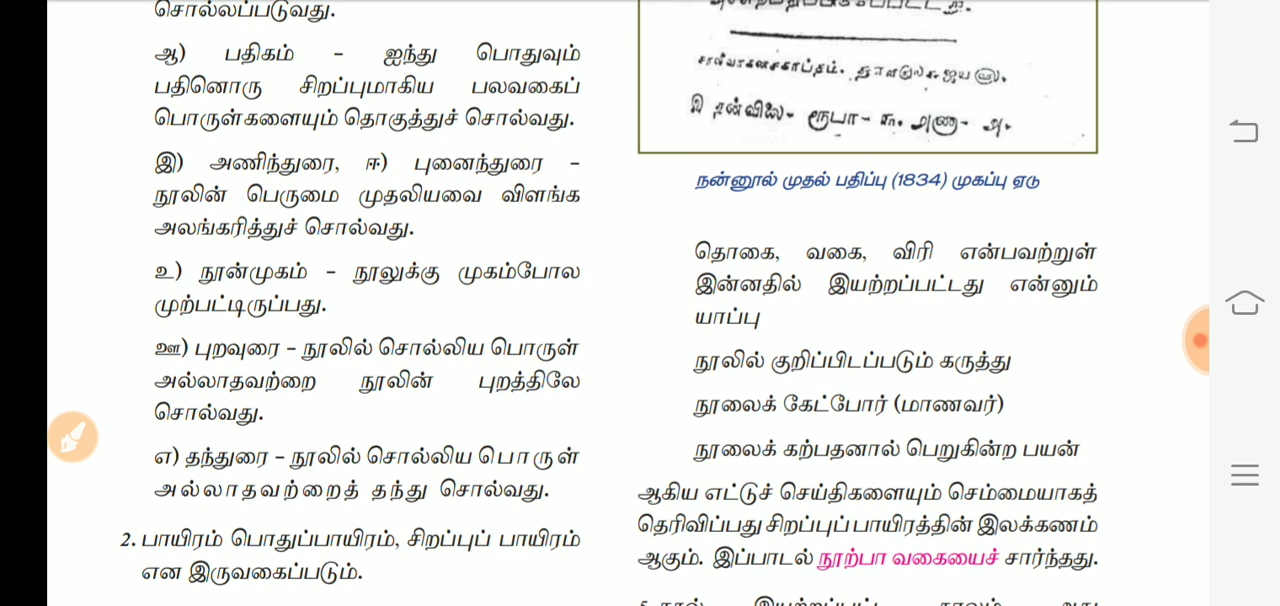 சொல்லப்படுவது.
ஆ) பதிகம் – ஐந்து பொதுவும்
பதினொரு சிறப்புமாகிய பலவகைப்
பொருள்களையும் தொகுத்துச் சொல்வது.
இ) அணிந்துரை, ஈ) புனைந்துரை –
நூலின் பெருமை முதலியவை விளங்க
அலங்கரித்துச் சொல்வது.
உ) நூன்முகம் – நூலுக்கு முகம்போல
முற்பட்டிருப்பது.
ஊ) புறவுரை – நூலில் சொல்லிய பொருள்
அல்லாதவற்றை நூலின் புறத்திலே
சொல்வது.
எ) தந்துரை – நூலில் சொல்லிய பொருள்
அல்லாதவற்றைத் தந்து சொல்வது.
2. பாயிரம் பொதுப்பாயிரம், சிறப்புப் பாயிரம்
என இருவகைப்படும்.
நன்னூல் முதல் பதிப்பு (1834) முகப்பு ஏடு
தொகை, வகை, விரி என்பவற்றுள்
இன்னதில் இயற்றப்பட்டது என்னும்
யாப்பு
நூலில் குறிப்பிடப்படும் கருத்து
நூலைக் கேட்போர் (மாணவர்)
நூலைக் கற்பதனால் பெறுகின்ற பயன்
ஆகிய எட்டுச் செய்திகளையும் செம்மையாகத்
தெரிவிப்பது சிறப்புப் பாயிரத்தின் இலக்கணம்
ஆகும். இப்பாடல் நூற்பா வகையைச் சார்ந்தது.